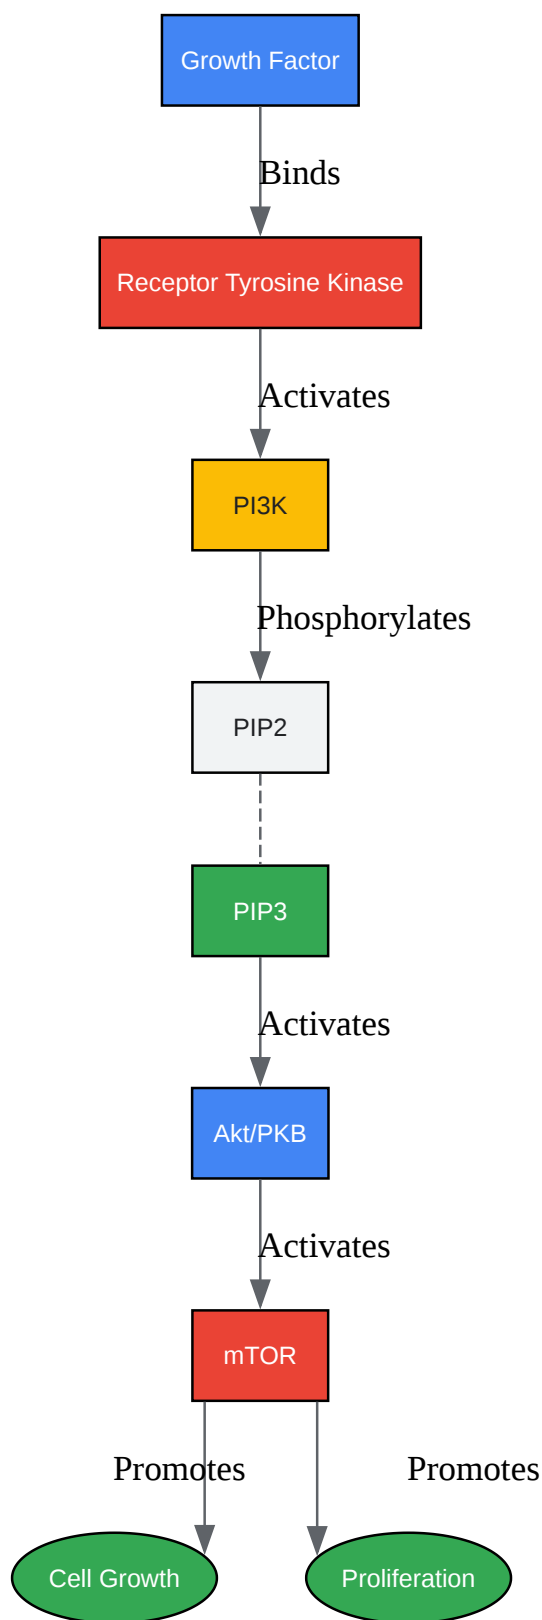 Growth Factor
Binds
Receptor Tyrosine Kinase
Activates
PI3K
Phosphorylates
PIP2
PIP3
Activates
Akt/PKB
Activates
mTOR
Promotes
Promotes
Cell Growth
Proliferation